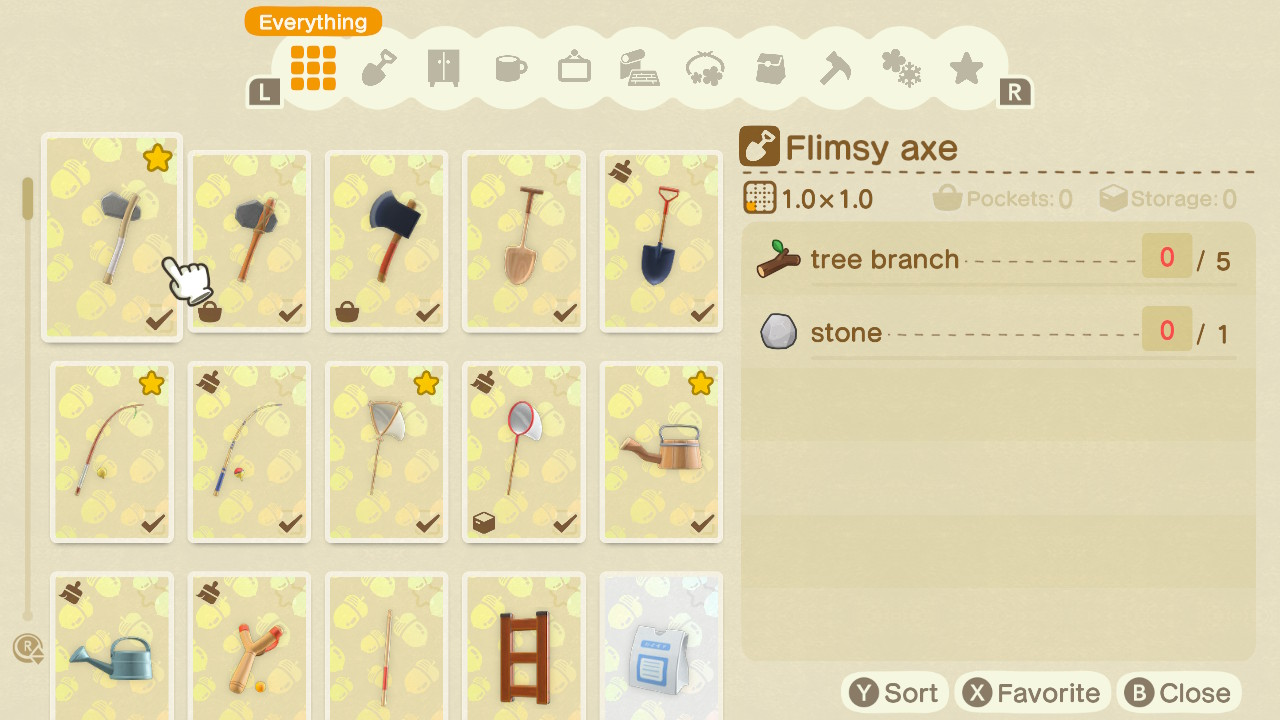 Everything
L
R
Flimsy axe
1.0×1.0
Pockets: 0
Storage: 0
tree branch 0 / 5
stone 0 / 1
R
Y Sort
X Favorite
B Close